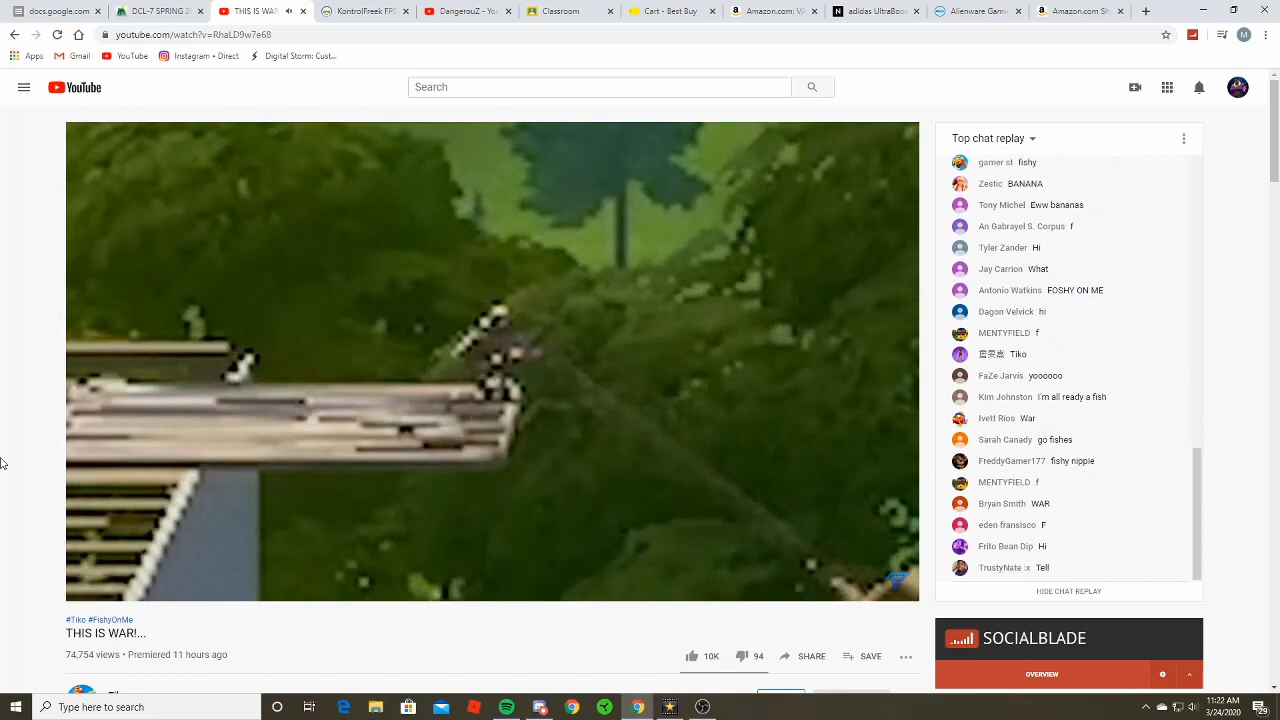 docs.google.com
DCL-7 SPRING 2
THIS IS WAR!
KontrolFreek FPS
DangerouZ - Y
Classroom
Cart - Best Buy
Amazon.com: VA
adidas UltraBoo
Alienware Gam
Amazon.com Sh
youtube.com/watch?v=RhaLD9w7e68
M
Apps
Gmail
YouTube
Instagram • Direct
Digital Storm: Cust...
YouTube
Search
Top chat replay
gamer st fishy
Zestic BANANA
Tony Michel Eww bananas
An Gabrayel S. Corpus f
Tyler Zander Hi
Jay Carrion What
Antonio Watkins FOSHY ON ME
Dagon Velvick hi
MENTYFIELD f
Tiko
FaZe Jarvis yoooooo
Kim Johnston I'm all ready a fish
Ivett Rios War
Sarah Canady go fishes
FreddyGamer177 fishy nippie
MENTYFIELD f
Bryan Smith WAR
eden fransisco F
Frito Bean Dip Hi
TrustyNate :x Tell
HIDE CHAT REPLAY
#Tiko #FishyOnMe
THIS IS WAR!...
74,754 views • Premiered 11 hours ago
10K
94
SHARE
SAVE
SOCIALBLADE
OVERVIEW
Type here to search
11:22 AM
3/24/2020
29